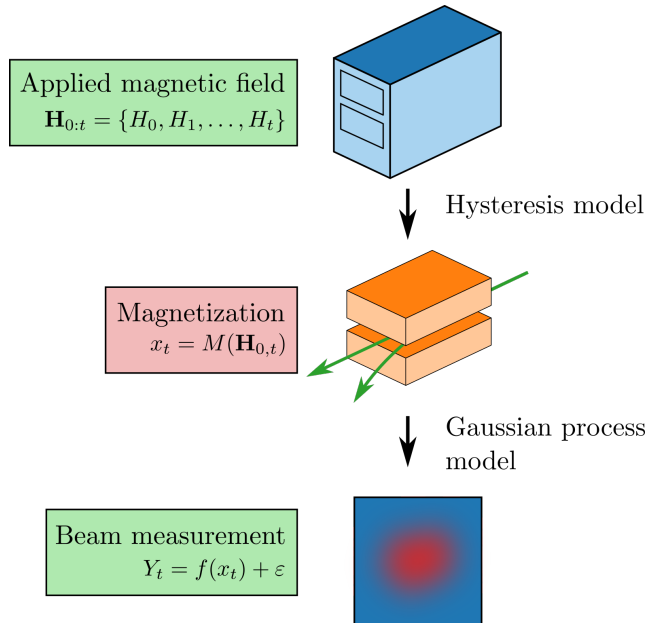 Applied magnetic field
𝐇₀:ₜ = {H₀, H₁, . . . , Hₜ}
Hysteresis model
Magnetization
xₜ = M(𝐇₀,ₜ)
Gaussian process
model
Beam measurement
Yₜ = f(xₜ) + ε